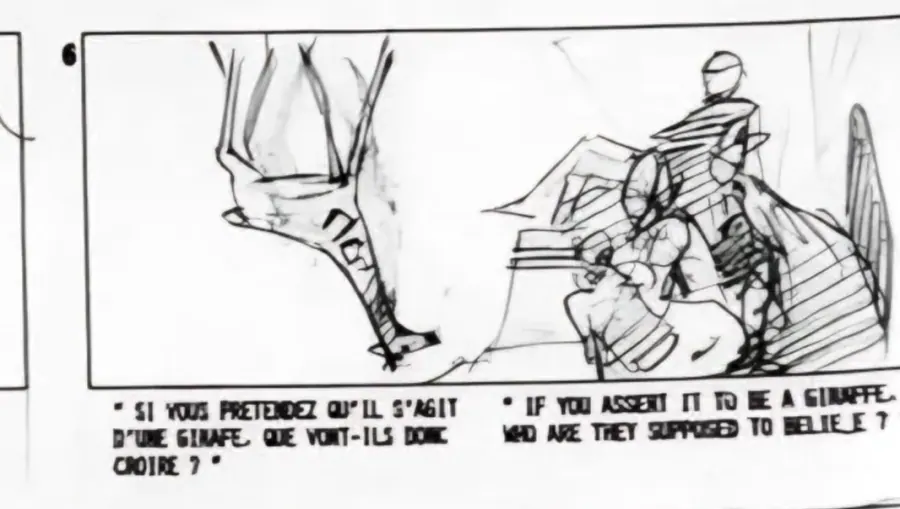 6
" SI VOUS PRETENDEZ QU'IL S'AGIT
D'UNE GIRAFE, QUE VONT-ILS DONC
CROIRE ? "
" IF YOU ASSERT IT TO BE A GIRAFFE,
WHO ARE THEY SUPPOSED TO BELIEVE ?